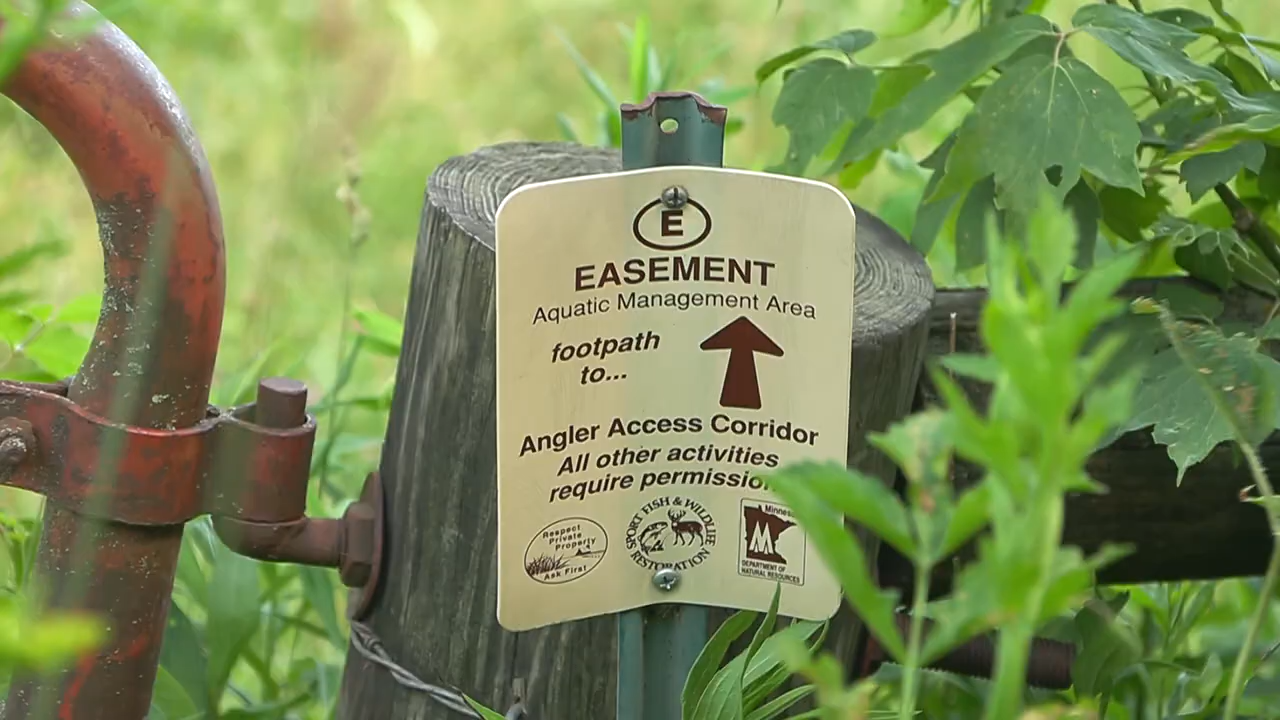 E
EASEMENT
Aquatic Management Area
footpath
to...
Angler Access Corridor
All other activities
require
Respect
Private
Property
Ask First
SPORT FISH & WILDLIFE
RESTORATION
M
DEPARTMENT OF
NATURAL RESOURCES